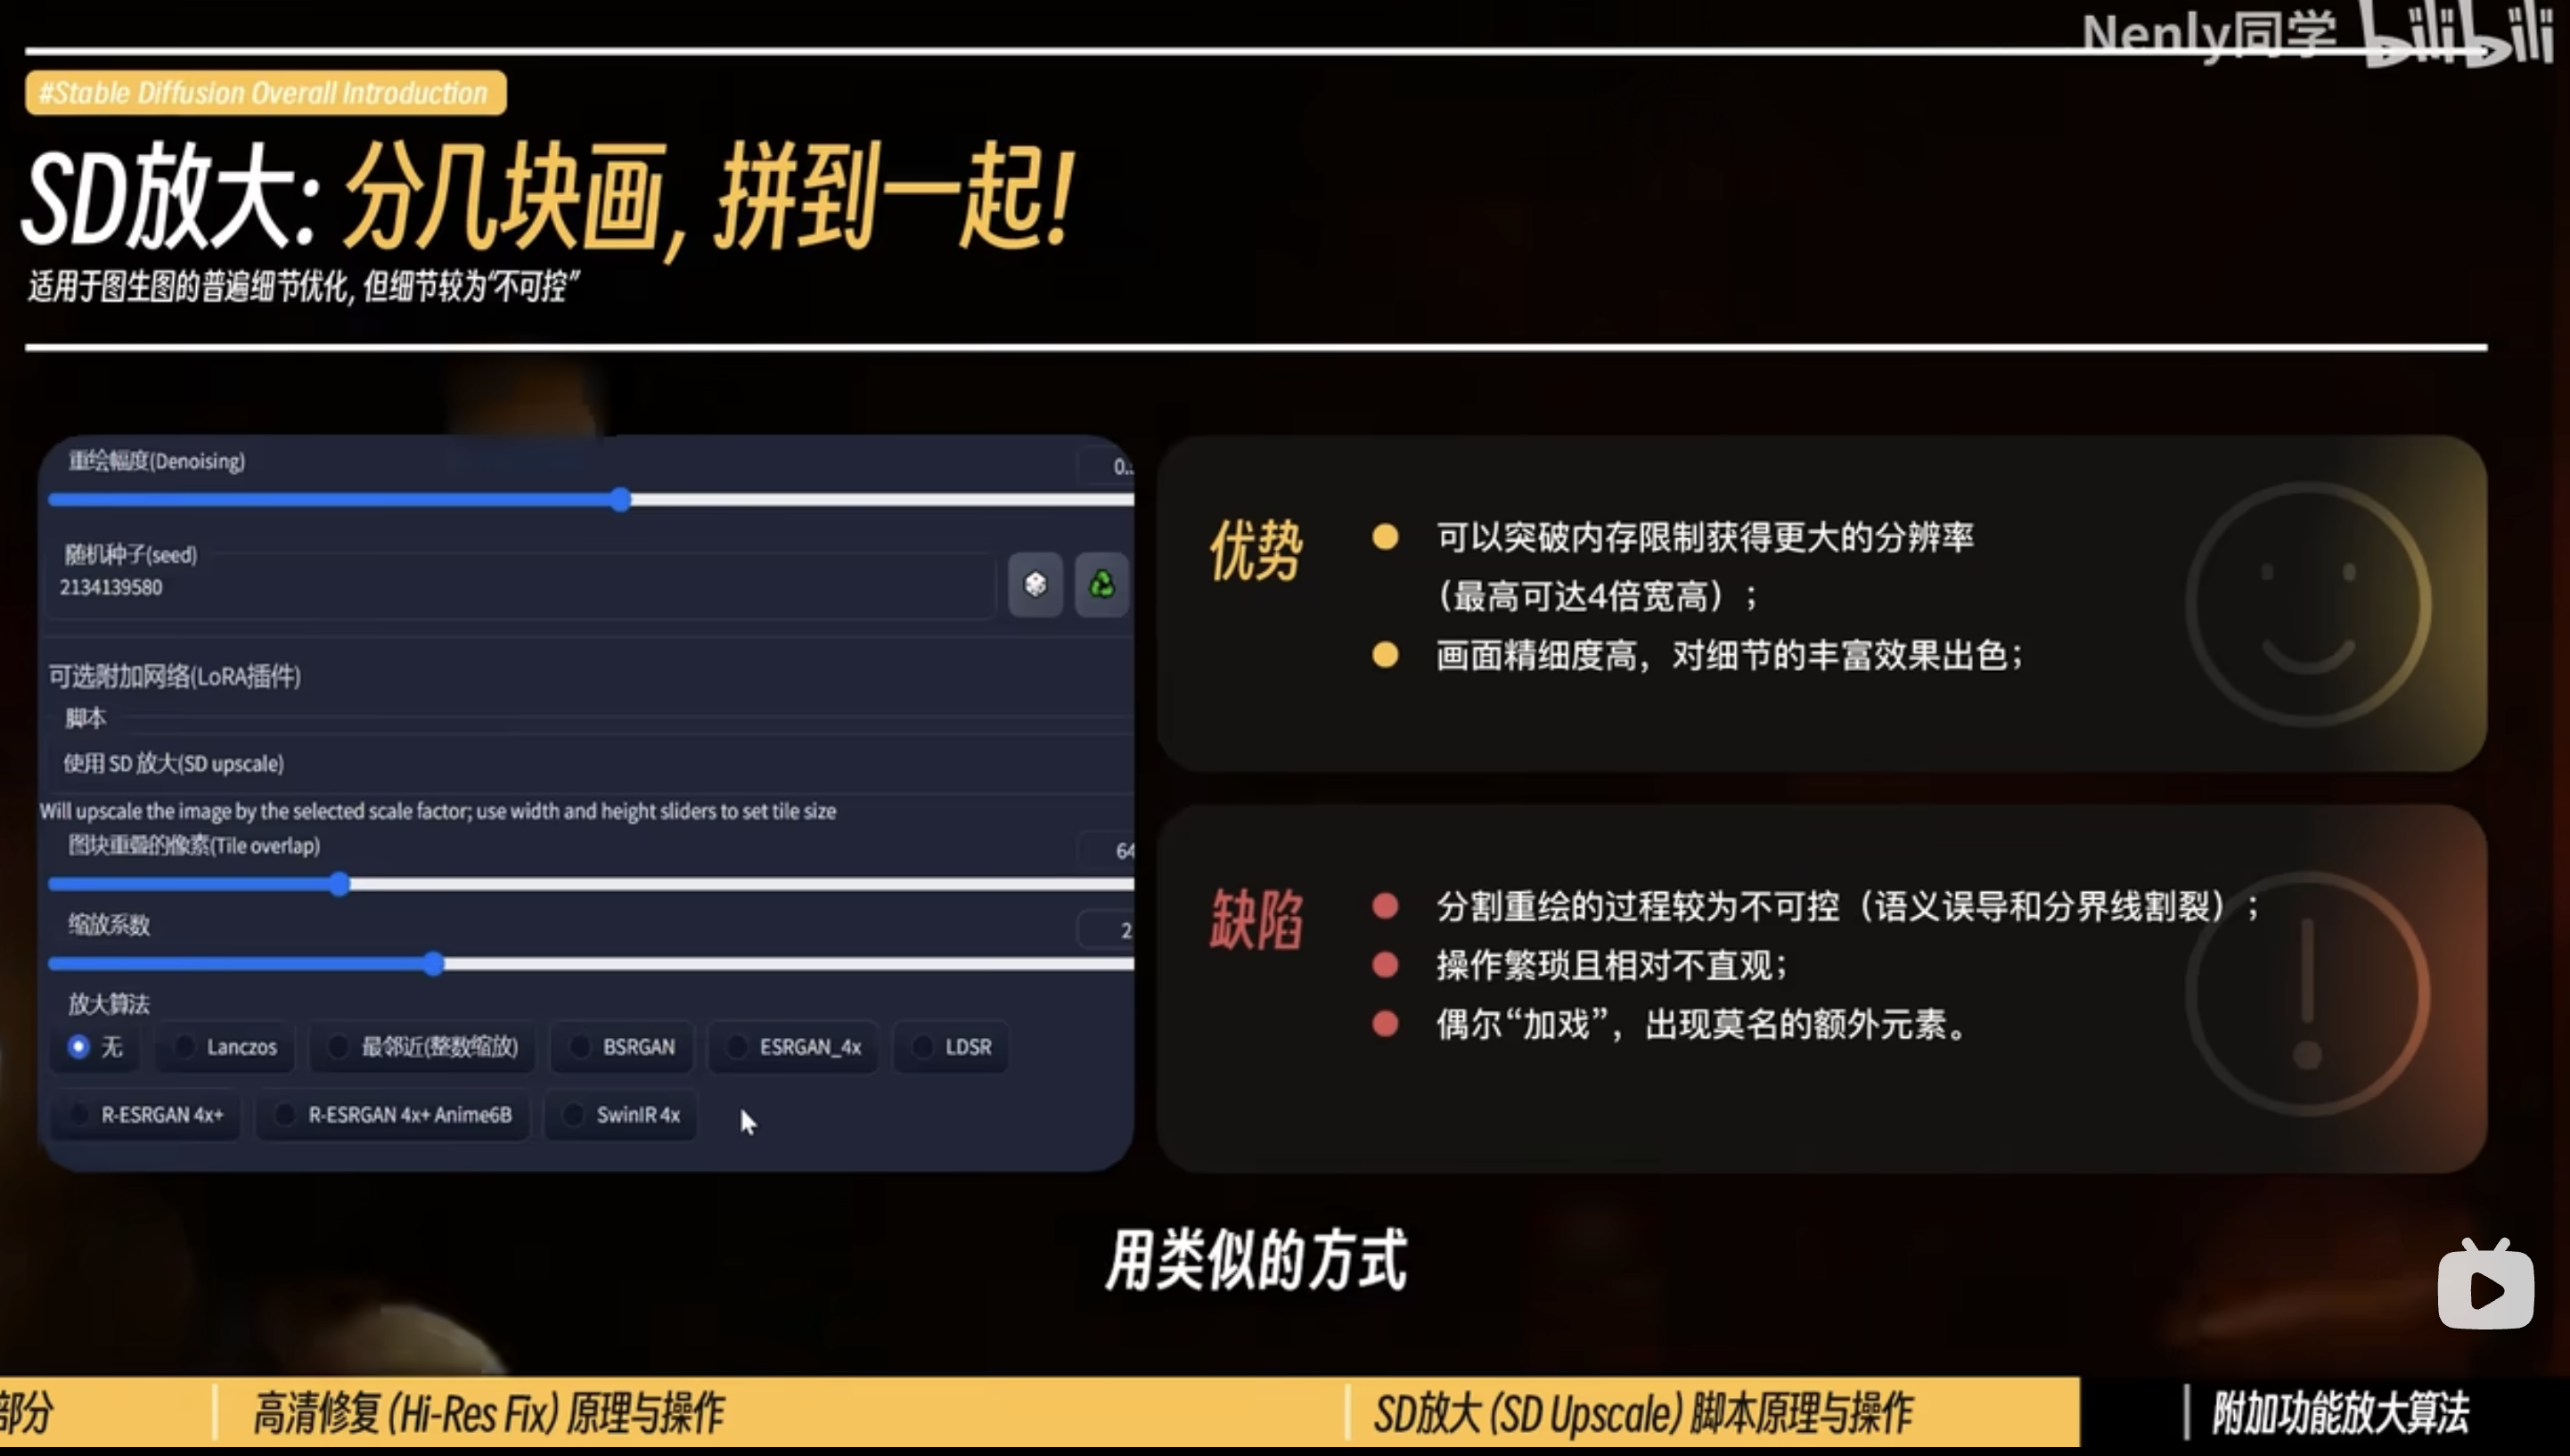 Nenly同学 bilibili
#Stable Diffusion Overall Introduction
SD放大: 分几块画, 拼到一起!
适用于图生图的普遍细节优化, 但细节较为“不可控”
重绘幅度(Denoising)
0.
随机种子(seed)
2134139580
可选附加网络(LoRA插件)
脚本
使用 SD 放大(SD upscale)
Will upscale the image by the selected scale factor; use width and height sliders to set tile size
图块重叠的像素(Tile overlap)
64
缩放系数
2
放大算法
无 Lanczos 最邻近(整数缩放) BSRGAN ESRGAN_4x LDSR
R-ESRGAN 4x+ R-ESRGAN 4x+ Anime6B SwinIR 4x
优势
可以突破内存限制获得更大的分辨率
（最高可达4倍宽高）；
画面精细度高，对细节的丰富效果出色；
缺陷
分割重绘的过程较为不可控（语义误导和分界线割裂）；
操作繁琐且相对不直观；
偶尔“加戏”，出现莫名的额外元素。
用类似的方式
部分 高清修复 (Hi-Res Fix) 原理与操作 SD放大 (SD Upscale) 脚本原理与操作 附加功能放大算法